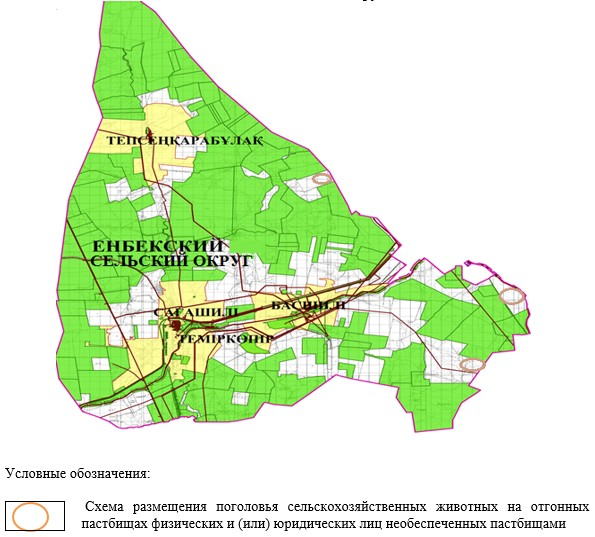 ТЕПСЕҢҚАРАБҰЛАҚ
ЕНБЕКСКИЙ
СЕЛЬСКИЙ ОКРУГ
БАСШИЛІ
САҒАШИЛІІ
ТЕМІРКӨПІР
Условные обозначения:
Схема размещения поголовья сельскохозяйственных животных на отгонных
пастбищах физических и (или) юридических лиц необеспеченных пастбищами